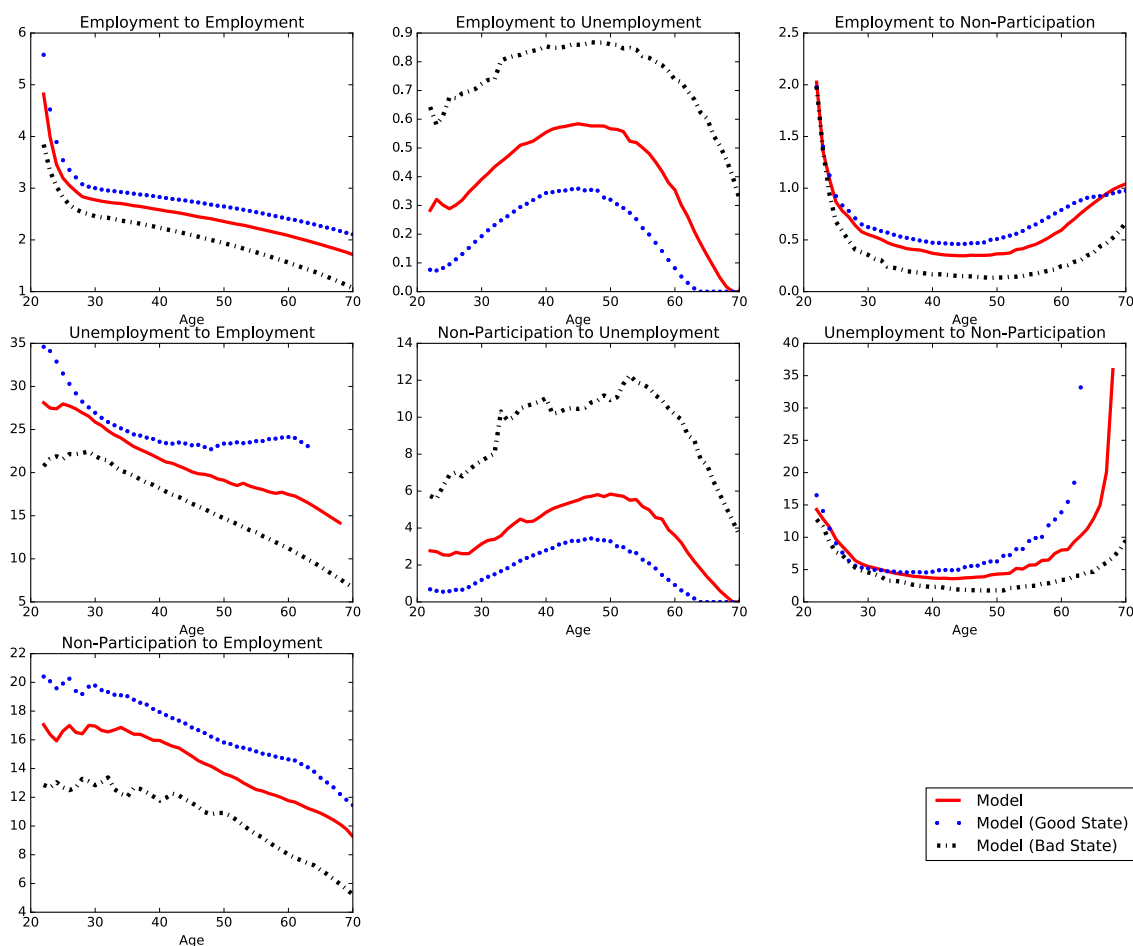 Employment to Employment
6
5
4
3
2
1
20 30 40 50 60 70
Age
Employment to Unemployment
0.9
0.8
0.7
0.6
0.5
0.4
0.3
0.2
0.1
0.0
20 30 40 50 60 70
Age
Employment to Non-Participation
2.5
2.0
1.5
1.0
0.5
0.0
20 30 40 50 60 70
Age
Unemployment to Employment
35
30
25
20
15
10
5
20 30 40 50 60 70
Age
Non-Participation to Unemployment
14
12
10
8
6
4
2
0
20 30 40 50 60 70
Age
Unemployment to Non-Participation
40
35
30
25
20
15
10
5
0
20 30 40 50 60 70
Age
Non-Participation to Employment
22
20
18
16
14
12
10
8
6
4
20 30 40 50 60 70
Age
Model
Model (Good State)
Model (Bad State)